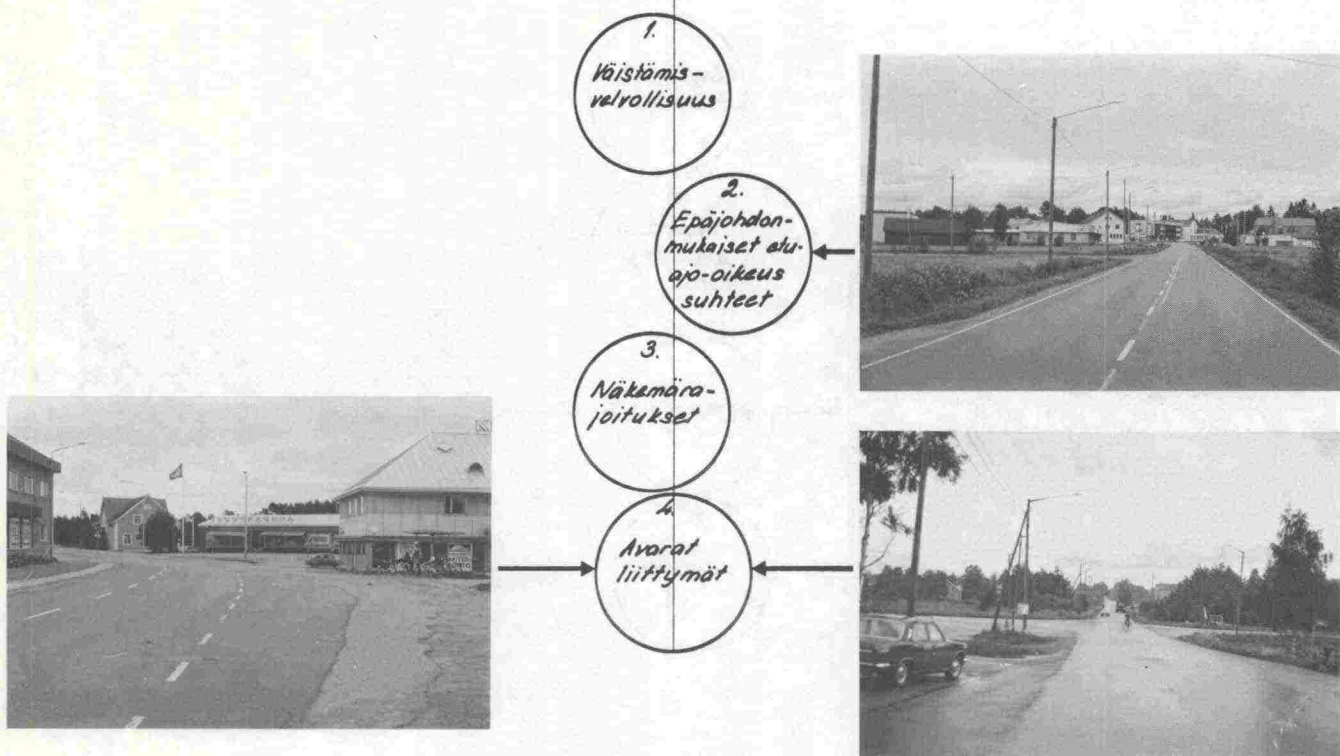 1.
Väistämis-
velvollisuus
2.
Epäjohdon-
mukaiset etu-
ajo-oikeus
suhteet
3.
Näkemära-
joitukset
4.
Avarat
liittymät